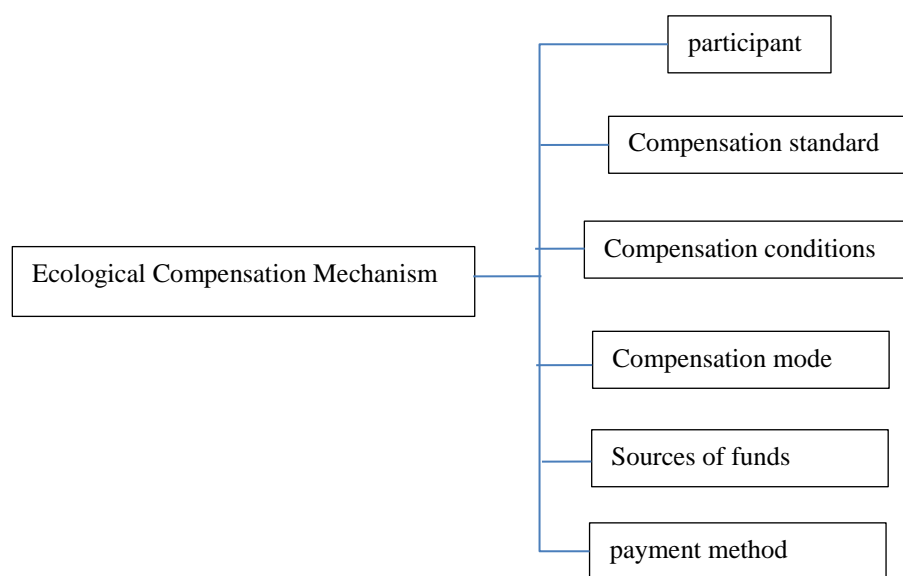 participant
Compensation standard
Compensation conditions
Ecological Compensation Mechanism
Compensation mode
Sources of funds
payment method